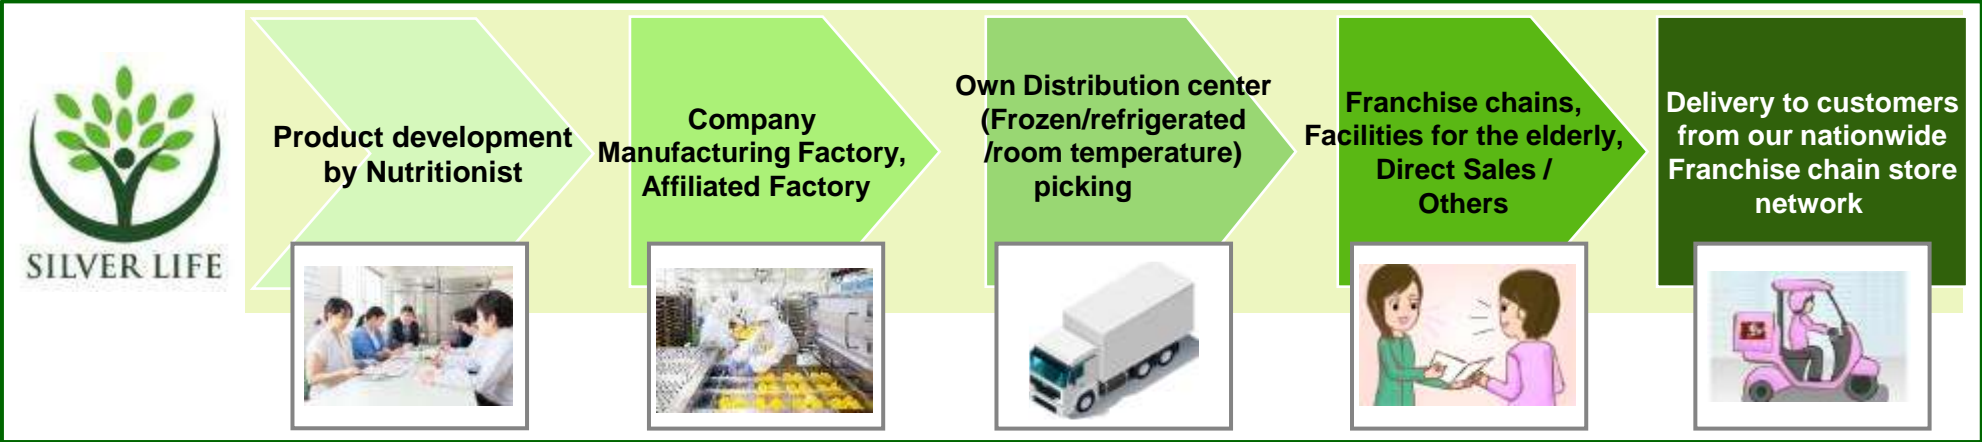 SILVER LIFE
Product development
by Nutritionist
Company
Manufacturing Factory,
Affiliated Factory
Own Distribution center
(Frozen/refrigerated
/room temperature)
picking
Franchise chains,
Facilities for the elderly,
Direct Sales /
Others
Delivery to customers
from our nationwide
Franchise chain store
network